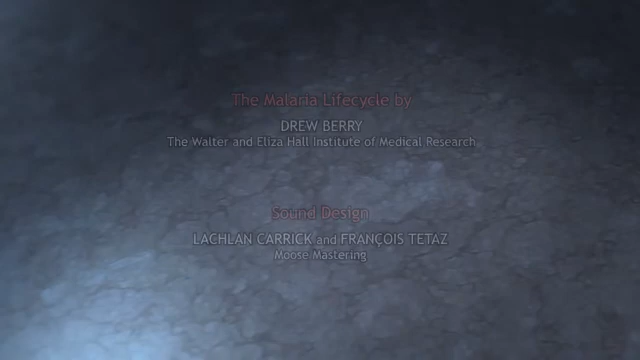 The Malaria Lifecycle by
DREW BERRY
The Walter and Eliza Hall Institute of Medical Research
Sound Design
LACHLAN CARRICK and FRANÇOIS TETAZ
Moose Mastering